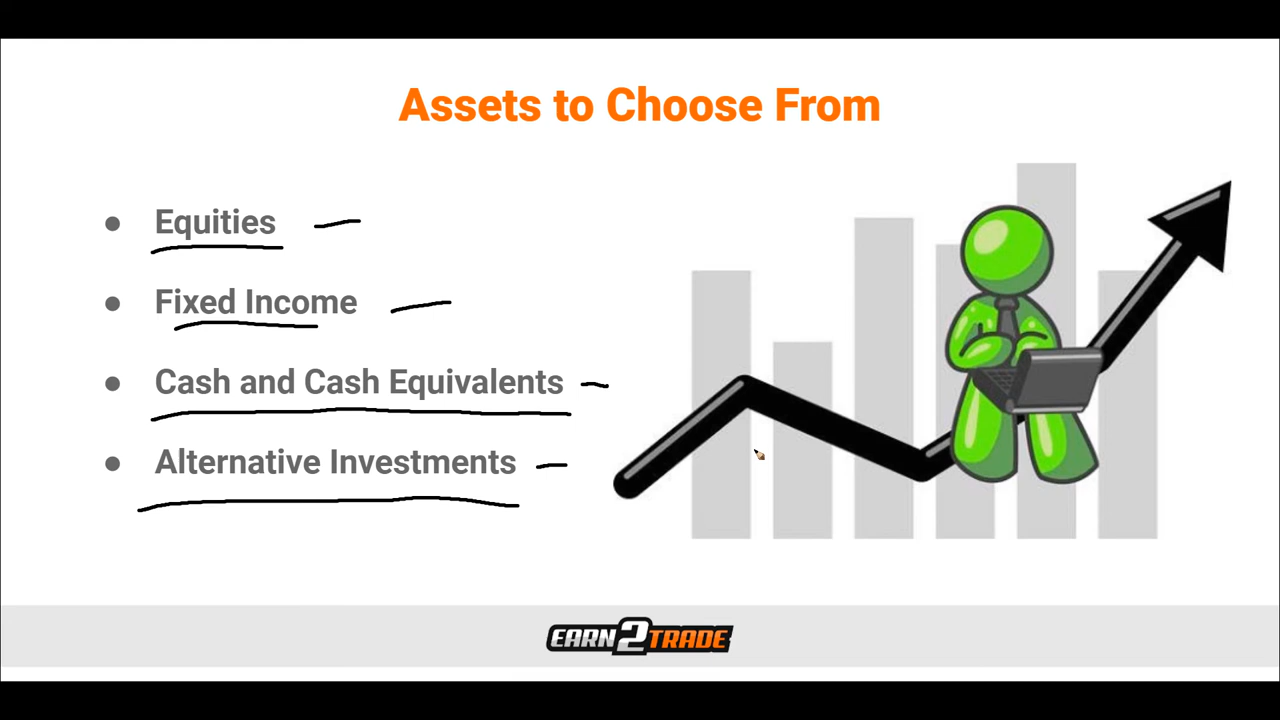 Assets to Choose From
Equities
Fixed Income
Cash and Cash Equivalents
Alternative Investments
EARN2TRADE